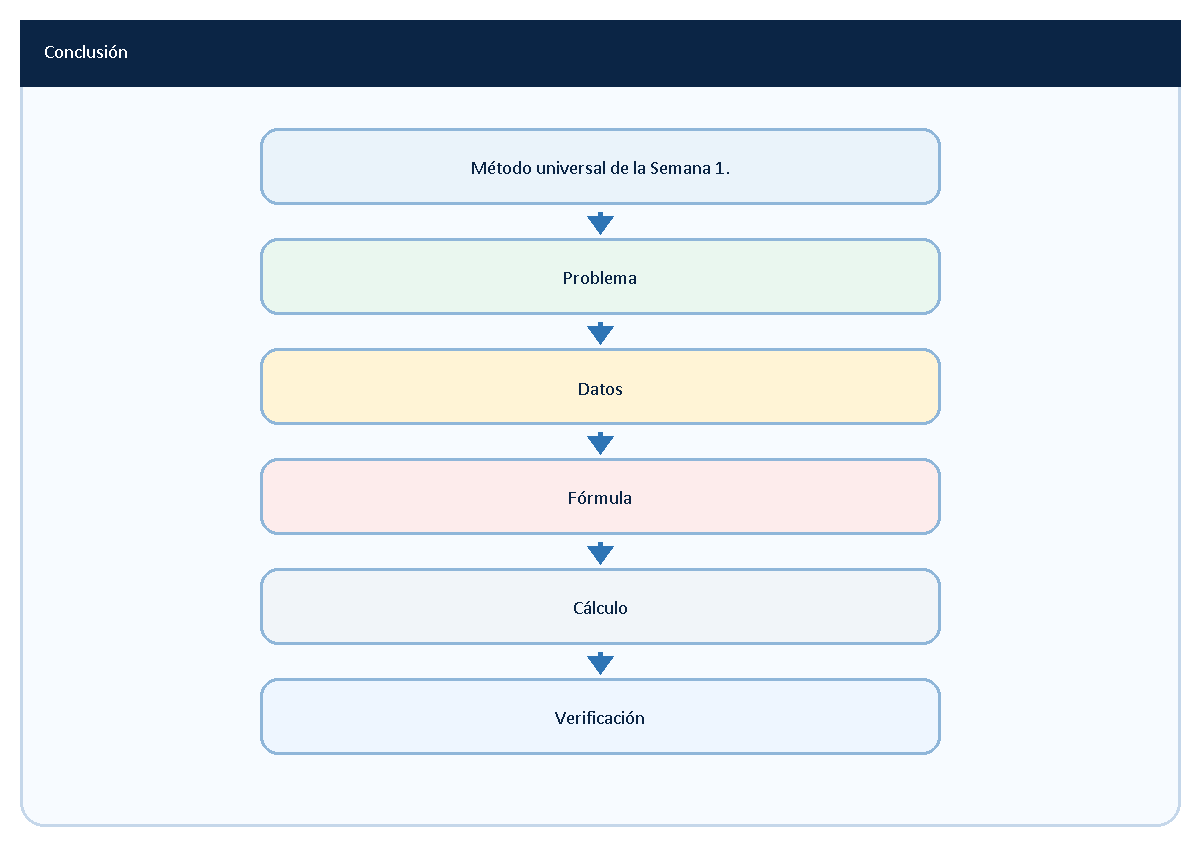 Conclusión
Método universal de la Semana 1.
Problema
Datos
Fórmula
Cálculo
Verificación